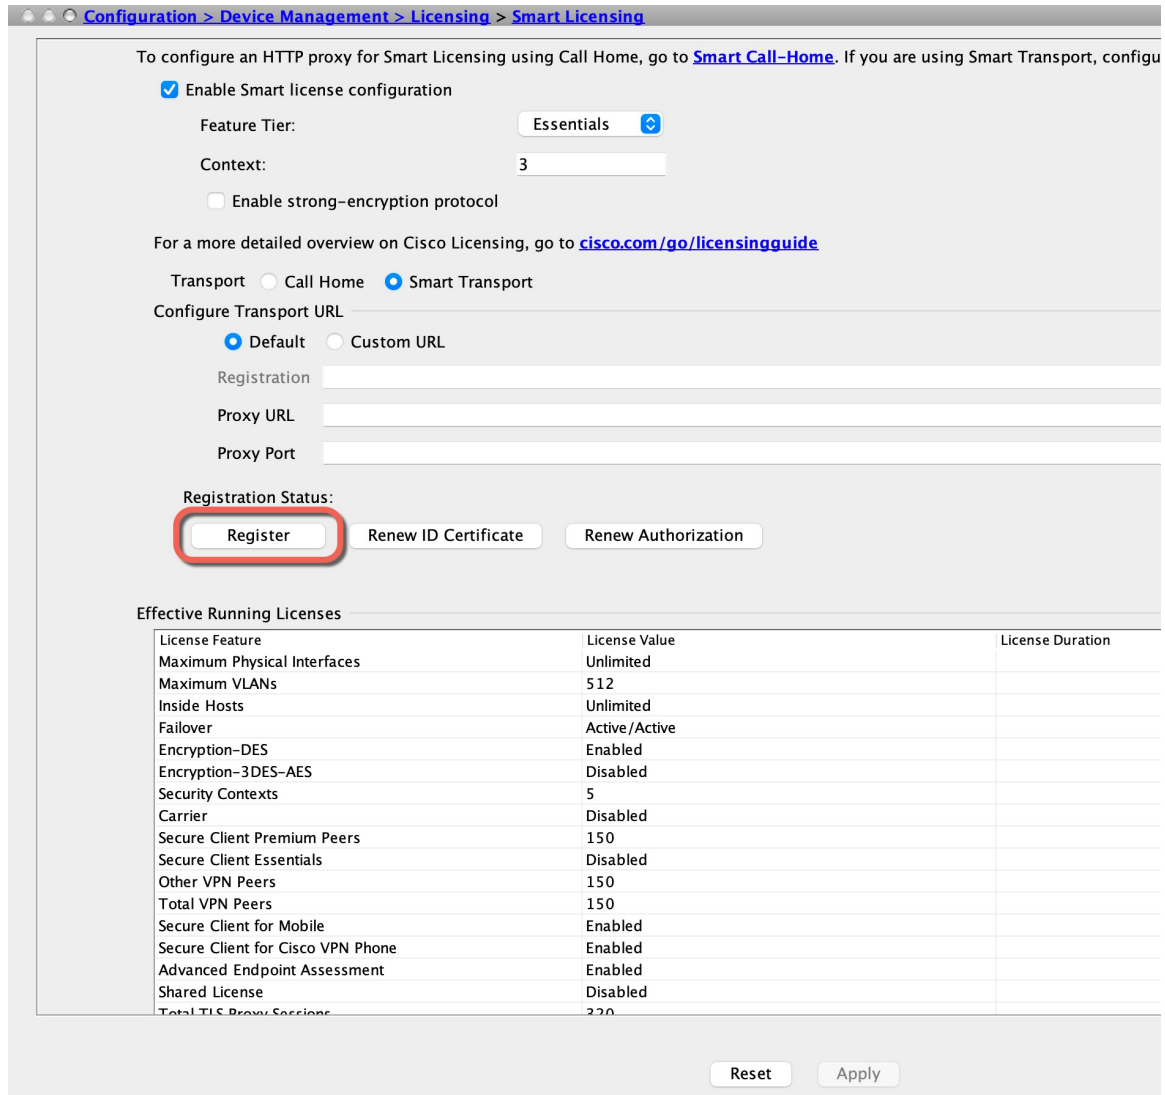 Configuration > Device Management > Licensing > Smart Licensing
To configure an HTTP proxy for Smart Licensing using Call Home, go to Smart Call-Home. If you are using Smart Transport, configu
Enable Smart license configuration
Feature Tier: Essentials
Context: 3
Enable strong-encryption protocol
For a more detailed overview on Cisco Licensing, go to cisco.com/go/licensingguide
Transport Call Home Smart Transport
Configure Transport URL
Default Custom URL
Registration
Proxy URL
Proxy Port
Registration Status:
Register Renew ID Certificate Renew Authorization
Effective Running Licenses
License Feature License Value License Duration
Maximum Physical Interfaces Unlimited
Maximum VLANs 512
Inside Hosts Unlimited
Failover Active/Active
Encryption-DES Enabled
Encryption-3DES-AES Disabled
Security Contexts 5
Carrier Disabled
Secure Client Premium Peers 150
Secure Client Essentials Disabled
Other VPN Peers 150
Total VPN Peers 150
Secure Client for Mobile Enabled
Secure Client for Cisco VPN Phone Enabled
Advanced Endpoint Assessment Enabled
Shared License Disabled
Total TLS Proxy Sessions 320
Reset Apply